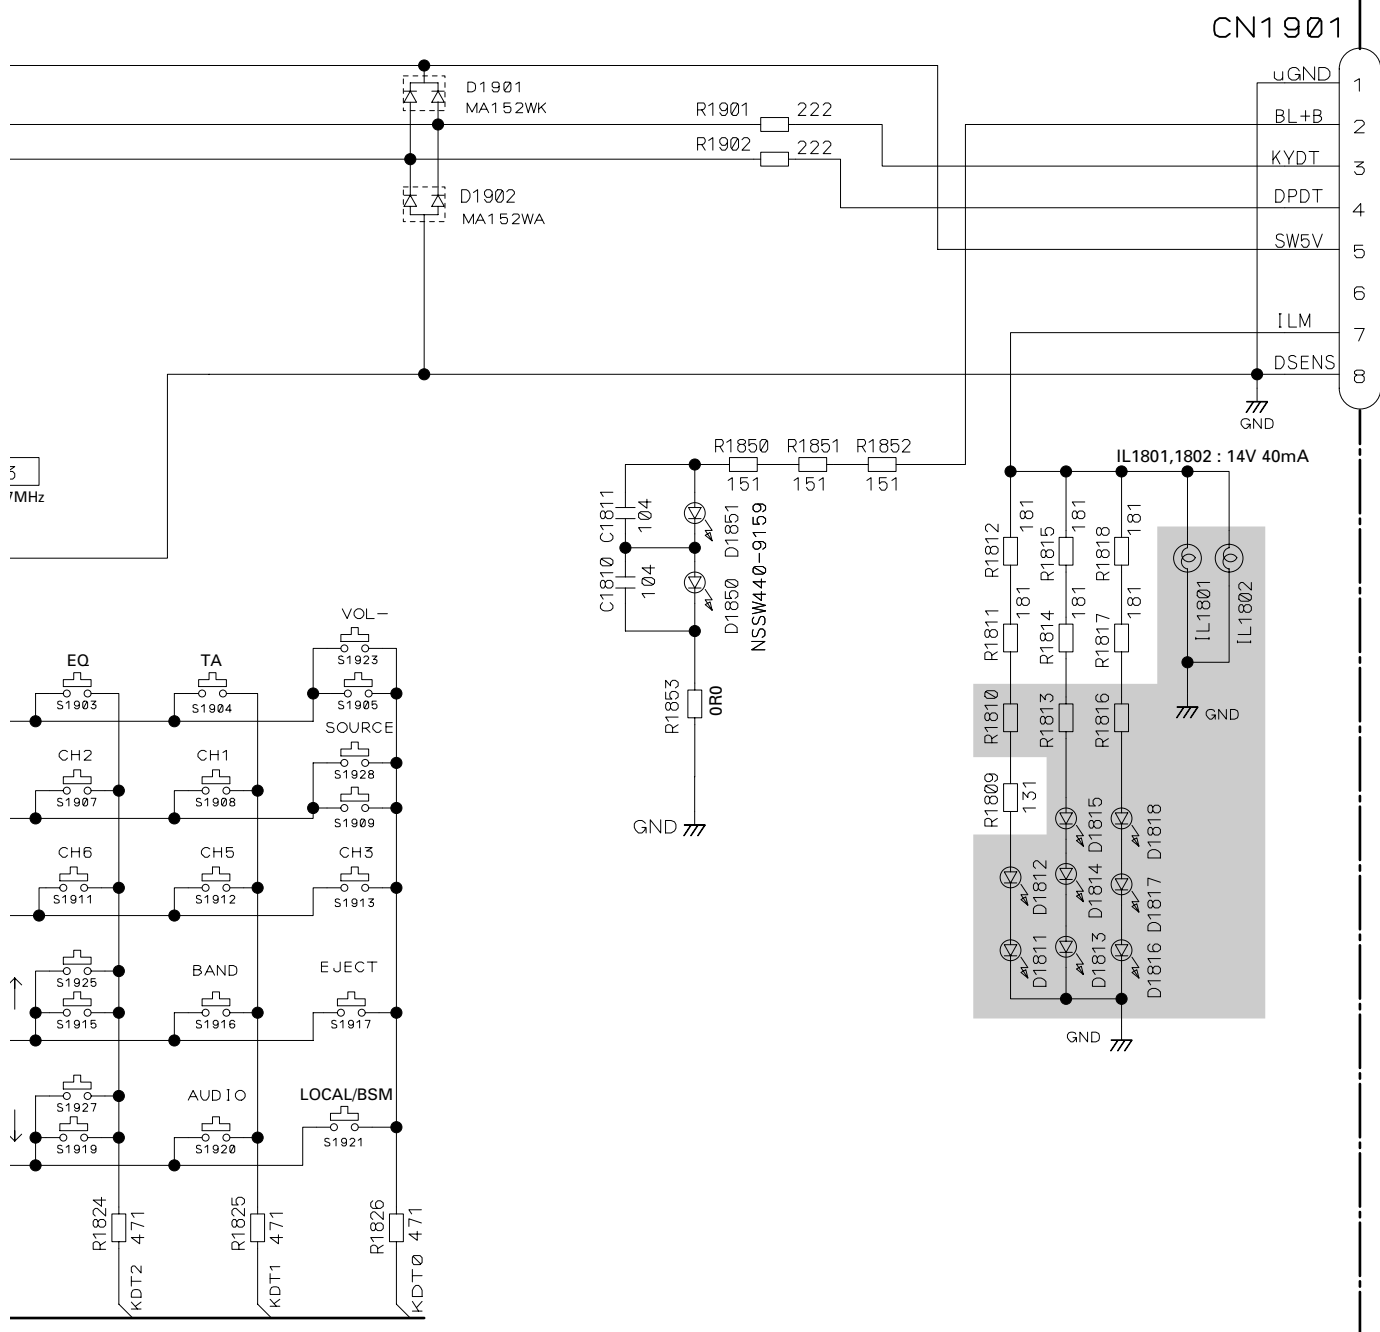 CN1901
uGND 1
D1901
MA152WK
R1901 222
BL+B 2
R1902 222
KYDT 3
D1902
MA152WA
DPDT 4
SW5V 5
6
ILM 7
DSENS 8
GND
3
7MHz
R1850 R1851 R1852
151 151 151
IL1801,1802 : 14V 40mA
C1811 104
D1851
C1810 104
D1850
NSSW440-9159
R1853 0R0
GND
R1812 181
R1815 181
R1818 181
R1811 181
R1814 181
R1817 181
IL1801
IL1802
GND
R1810
R1813
R1816
R1809 131
D1815
D1818
D1812
D1814
D1817
D1811
D1813
D1816
GND
VOL-
S1923
EQ
S1903
TA
S1904
S1905
SOURCE
S1928
CH2
S1907
CH1
S1908
S1909
CH6
S1911
CH5
S1912
CH3
S1913
S1925
S1915
BAND
S1916
EJECT
S1917
S1927
S1919
AUDIO
S1920
LOCAL/BSM
S1921
R1824 471
R1825 471
R1826 471
KDT2
KDT1
KDT0